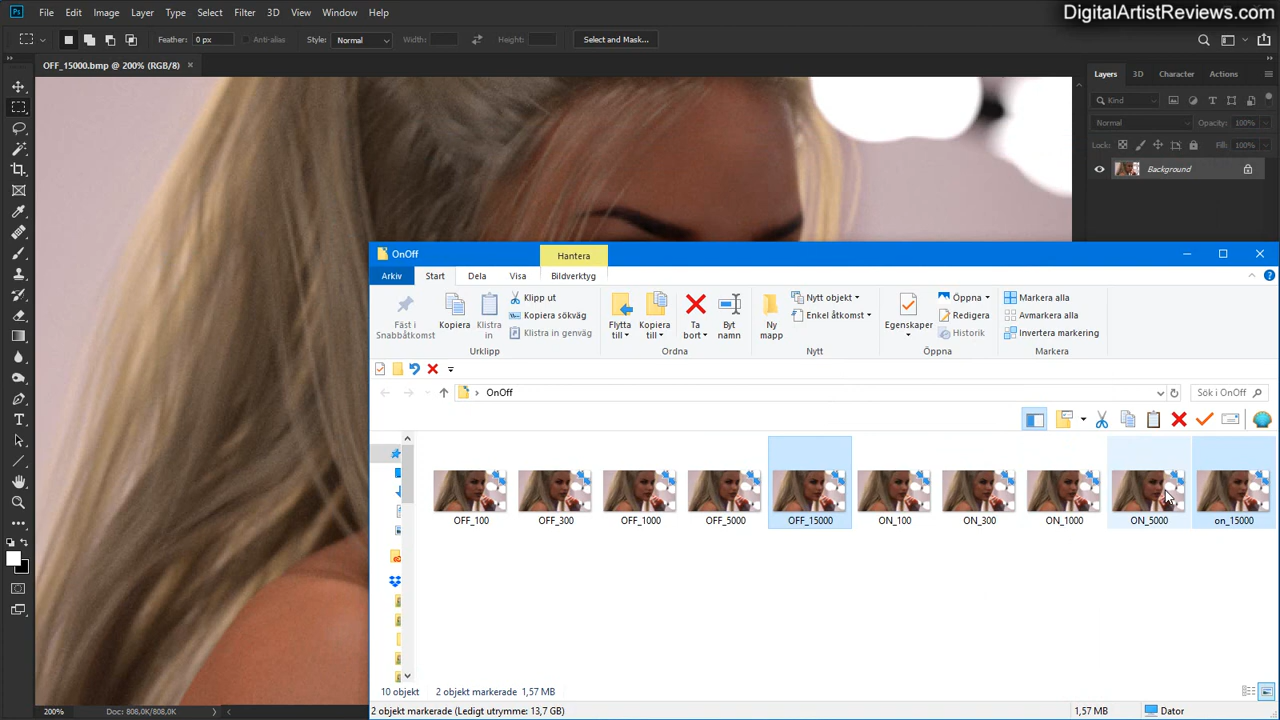 File Edit Image Layer Type Select Filter 3D View Window Help
DigitalArtistReviews.com
Feather: 0 px Anti-alias Style: Normal Width: Height: Select and Mask...
OFF_15000.bmp @ 200% (RGB/8)
Layers 3D Character Actions
Kind
Normal Opacity: 100%
Lock: Fill: 100%
Background
OnOff
Hantera
Arkiv Start Dela Visa Bildverktyg
Fäst i Snabbåtkomst
Kopiera
Klistra in
Klipp ut
Kopiera sökväg
Klistra in genväg
Urklipp
Flytta till
Kopiera till
Ta bort
Byt namn
Ordna
Ny mapp
Nytt objekt
Enkel åtkomst
Nytt
Egenskaper
Öppna
Redigera
Historik
Öppna
Markera alla
Avmarkera alla
Invertera markering
Markera
OnOff
Sök i OnOff
OFF_100 OFF_300 OFF_1000 OFF_5000 OFF_15000 ON_100 ON_300 ON_1000 ON_5000 on_15000
10 objekt 2 objekt markerade 1,57 MB
2 objekt markerade (Ledigt utrymme: 13,7 GB) 1,57 MB Dator
200% Doc: 808,0K/808,0K